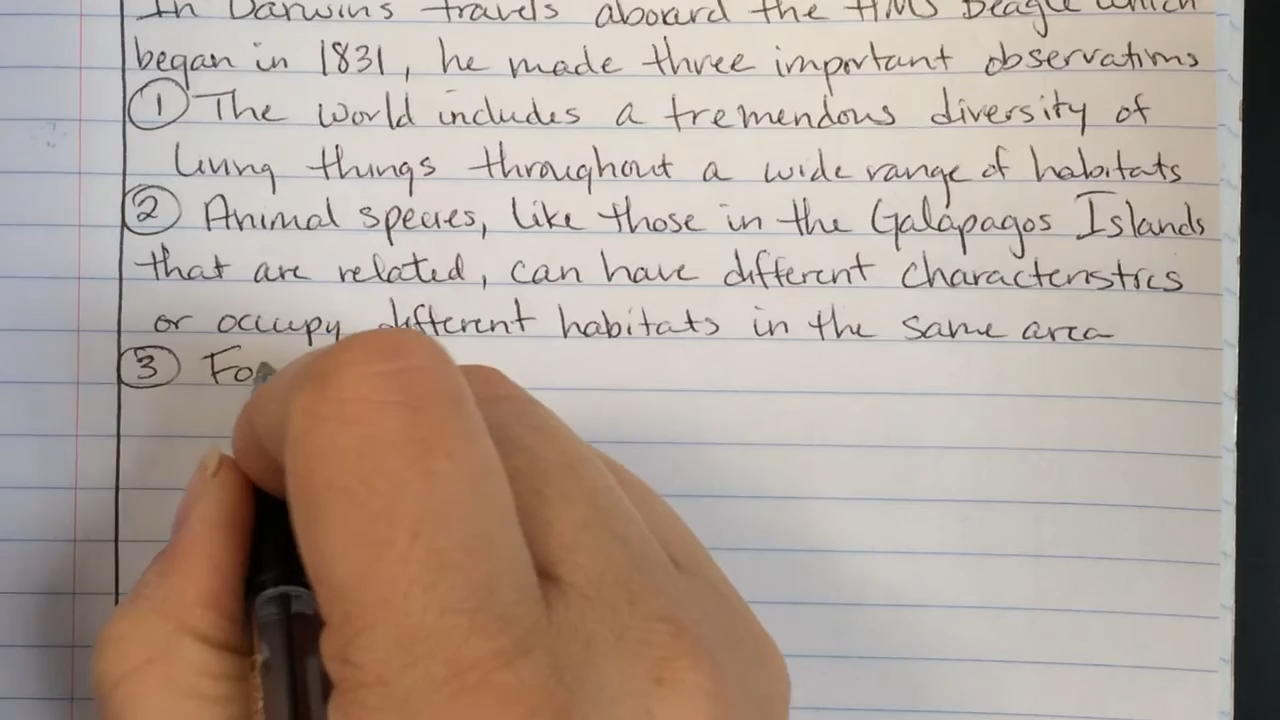 In Darwins travels aboard the HMS Beagle which
began in 1831, he made three important observations
① The world includes a tremendous diversity of
living things throughout a wide range of habitats
② Animal species, like those in the Galápagos Islands
that are related, can have different characteristics
or occupy different habitats in the same area
③ Fo